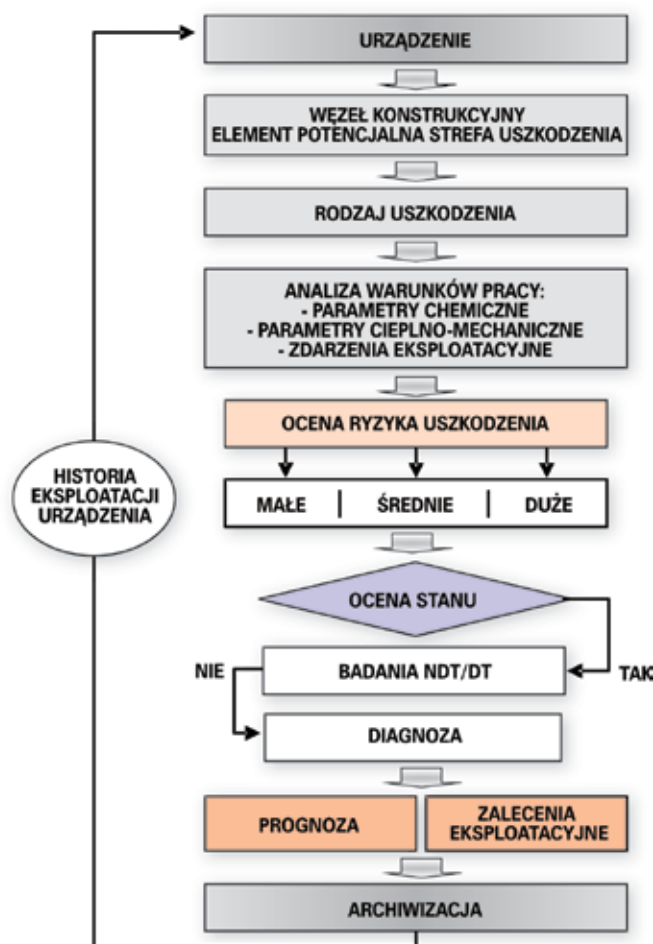 URZĄDZENIE
WĘZEŁ KONSTRUKCYJNY
ELEMENT POTENCJALNA STREFA USZKODZENIA
RODZAJ USZKODZENIA
ANALIZA WARUNKÓW PRACY:
- PARAMETRY CHEMICZNE
- PARAMETRY CIEPLNO-MECHANICZNE
- ZDARZENIA EKSPLOATACYJNE
OCENA RYZYKA USZKODZENIA
MAŁE | ŚREDNIE | DUŻE
HISTORIA
EKSPLOATACJI
URZĄDZENIA
OCENA STANU
NIE
BADANIA NDT/DT
TAK
DIAGNOZA
PROGNOZA
ZALECENIA
EKSPLOATACYJNE
ARCHIWIZACJA